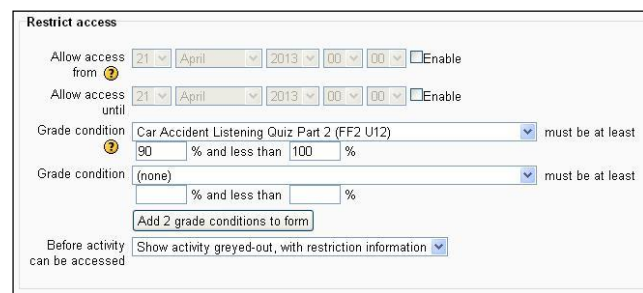 Restrict access
Allow access from 21 April 2013 00 00 Enable
Allow access until 21 April 2013 00 00 Enable
Grade condition Car Accident Listening Quiz Part 2 (FF2 U12) must be at least
90 % and less than 100 %
Grade condition (none) must be at least
% and less than %
Add 2 grade conditions to form
Before activity can be accessed Show activity greyed-out, with restriction information